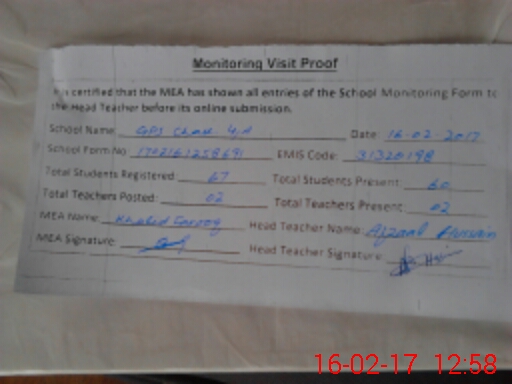 Monitoring Visit Proof
is certified that the MEA has shown all entries of the School Monitoring Form to
the Head Teacher before its online submission.
School Name: GPS Chak 4/A Date: 16-02-2017
School Form No: EMIS Code: 31320198
Total Students Registered: 67 Total Students Present: 60
Total Teachers Posted: 02 Total Teachers Present: 02
MEA Name: Khalid Farooq Head Teacher Name: Afzaal Hussain
MEA Signature: Head Teacher Signature:
16-02-17 12:58